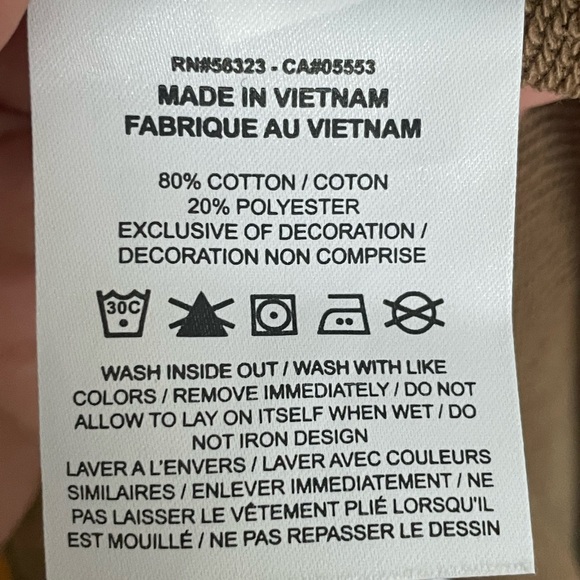 RN#56323 - CA#05553
MADE IN VIETNAM
FABRIQUE AU VIETNAM
80% COTTON / COTON
20% POLYESTER
EXCLUSIVE OF DECORATION /
DECORATION NON COMPRISE
30C
WASH INSIDE OUT / WASH WITH LIKE
COLORS / REMOVE IMMEDIATELY / DO NOT
ALLOW TO LAY ON ITSELF WHEN WET / DO
NOT IRON DESIGN
LAVER A L'ENVERS / LAVER AVEC COULEURS
SIMILAIRES / ENLEVER IMMEDIATEMENT / NE
PAS LAISSER LE VÊTEMENT PLIÉ LORSQU'IL
EST MOUILLÉ / NE PAS REPASSER LE DESSIN